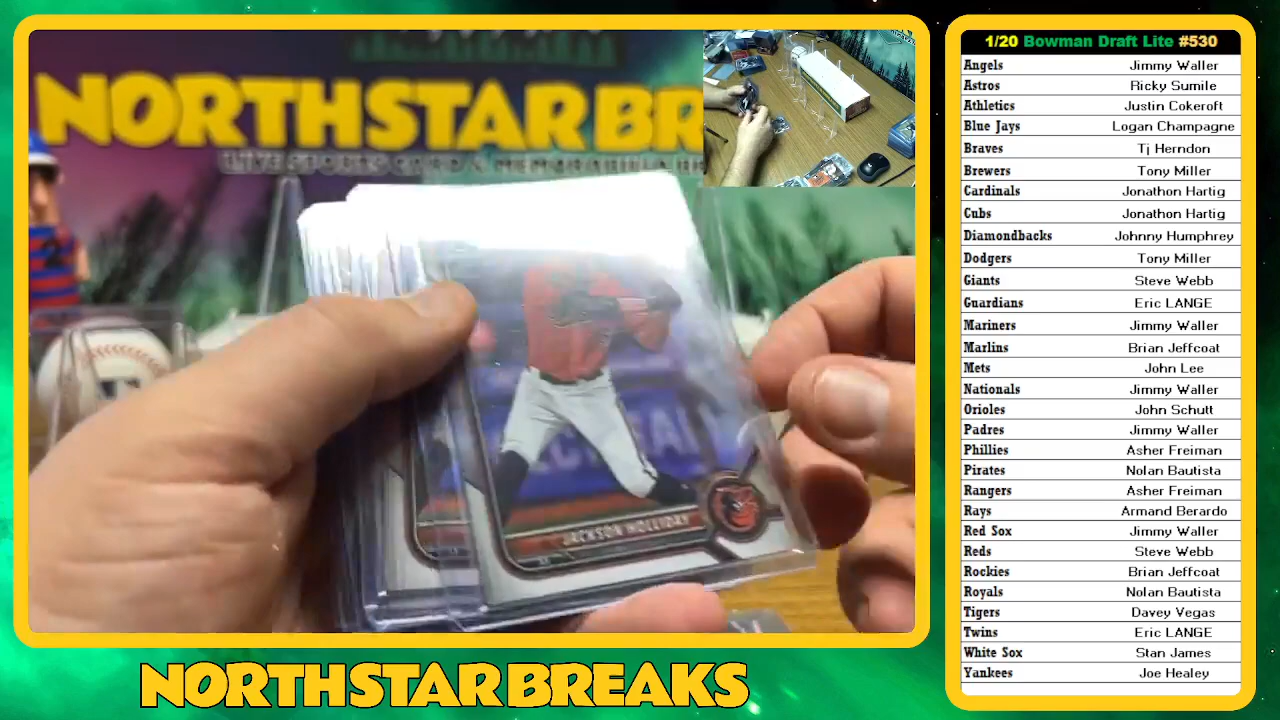 NORTHSTAR BRE
JACKSON HOLLIDAY
NORTHSTAR BREAKS
1/20 Bowman Draft Lite #530
Angels Jimmy Waller
Astros Ricky Sumile
Athletics Justin Cokeroft
Blue Jays Logan Champagne
Braves Tj Herndon
Brewers Tony Miller
Cardinals Jonathon Hartig
Cubs Jonathon Hartig
Diamondbacks Johnny Humphrey
Dodgers Tony Miller
Giants Steve Webb
Guardians Eric LANGE
Mariners Jimmy Waller
Marlins Brian Jeffcoat
Mets John Lee
Nationals Jimmy Waller
Orioles John Schutt
Padres Jimmy Waller
Phillies Asher Freiman
Pirates Nolan Bautista
Rangers Asher Freiman
Rays Armand Berardo
Red Sox Jimmy Waller
Reds Steve Webb
Rockies Brian Jeffcoat
Royals Nolan Bautista
Tigers Davey Vegas
Twins Eric LANGE
White Sox Stan James
Yankees Joe Healey